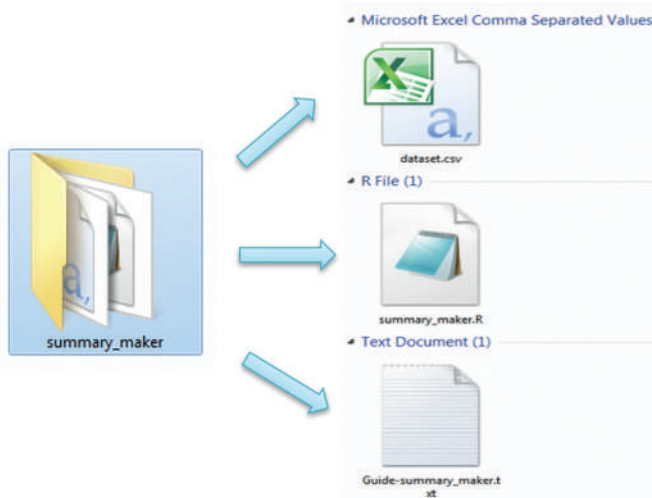 Microsoft Excel Comma Separated Values
dataset.csv
R File (1)
summary_maker.R
Text Document (1)
Guide-summary_maker.t
xt
summary_maker
a,
a,